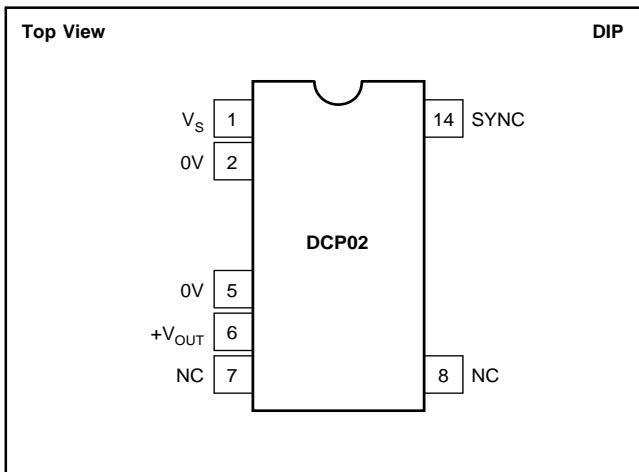 Top View DIP
V_S 1 14 SYNC
0V 2
DCP02
0V 5
+V_OUT 6
NC 7 8 NC